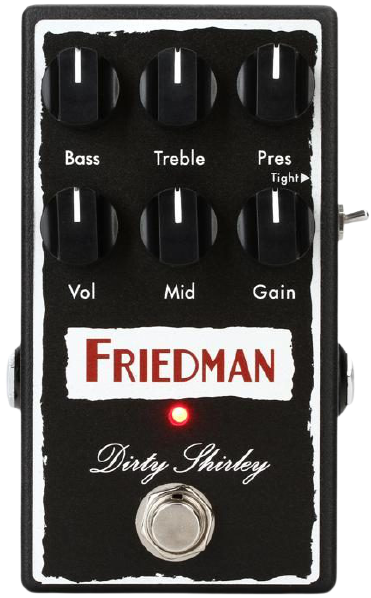 Bass Treble Pres
Tight▶
Vol Mid Gain
FRIEDMAN
Dirty Shirley